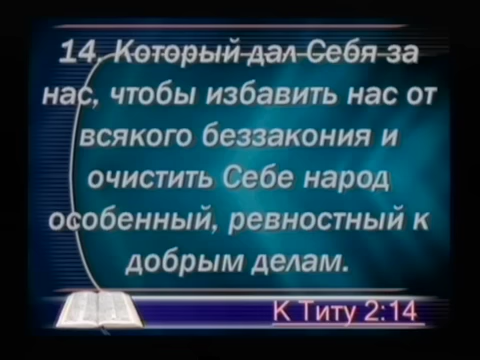 14. Который дал Себя за
нас, чтобы избавить нас от
всякого беззакония и
очистить Себе народ
особенный, ревностный к
добрым делам.
К Титу 2:14